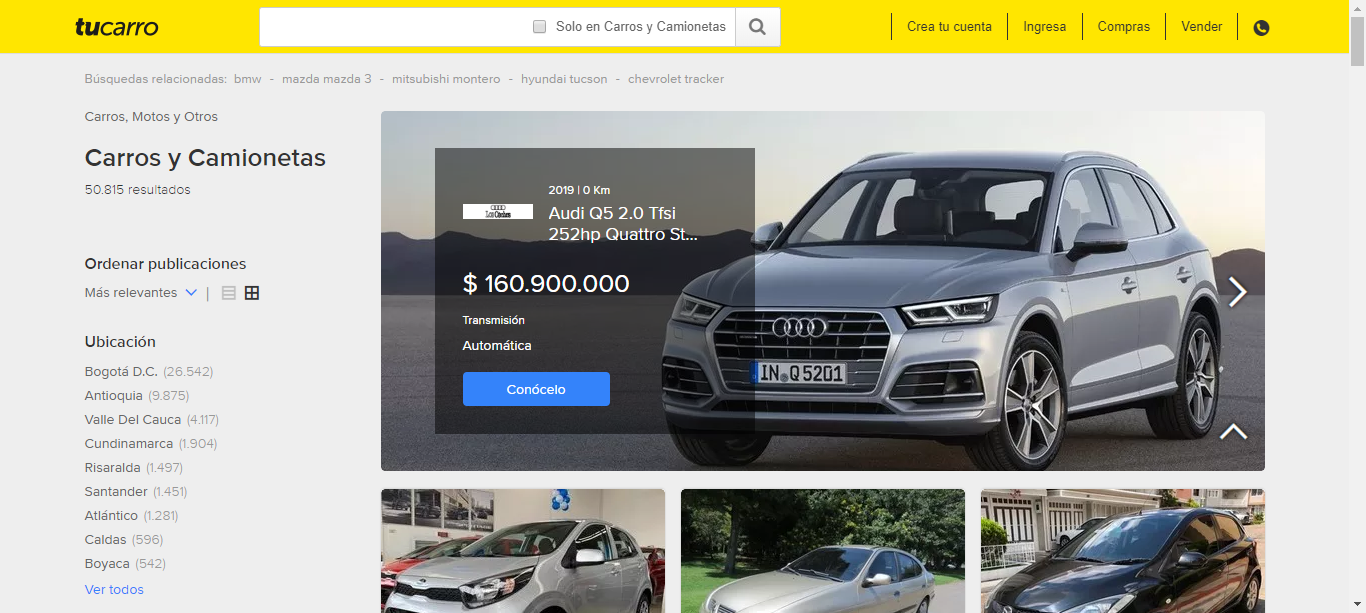 tucarro
Solo en Carros y Camionetas
Crea tu cuenta
Ingresa
Compras
Vender
Búsquedas relacionadas: bmw - mazda mazda 3 - mitsubishi montero - hyundai tucson - chevrolet tracker
Carros, Motos y Otros
Carros y Camionetas
50.815 resultados
Ordenar publicaciones
Más relevantes |
Ubicación
Bogotá D.C. (26.542)
Antioquia (9.875)
Valle Del Cauca (4.117)
Cundinamarca (1.904)
Risaralda (1.497)
Santander (1.451)
Atlántico (1.281)
Caldas (596)
Boyaca (542)
Ver todos
2019 | 0 Km
Audi Q5 2.0 Tfsi
252hp Quattro St...
$ 160.900.000
Transmisión
Automática
Conócelo
IN Q 5201